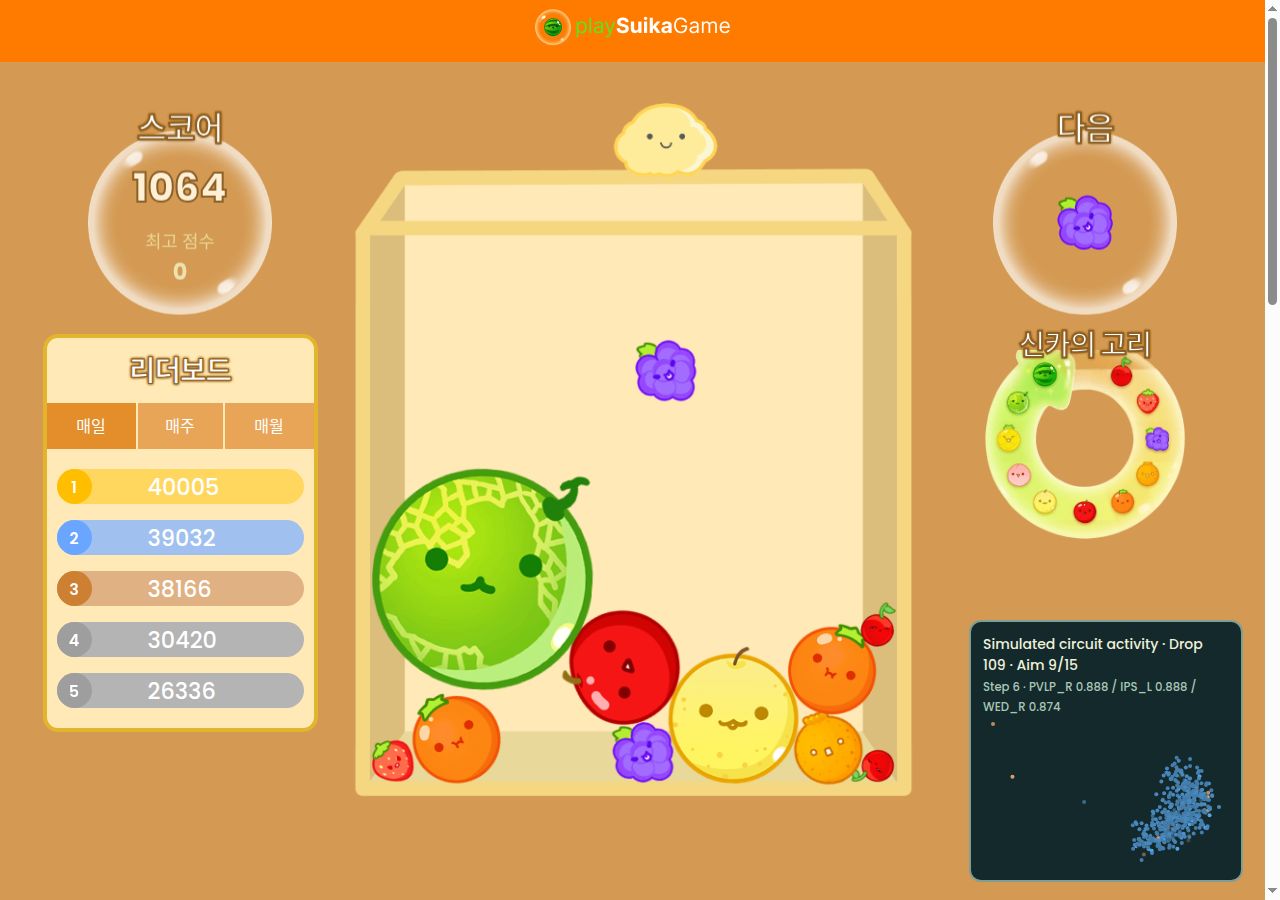 playSuikaGame
스코어
1064
최고 점수
0
다음
신카의 고리
리더보드
매일 매주 매월
1 40005
2 39032
3 38166
4 30420
5 26336
Simulated circuit activity · Drop
109 · Aim 9/15
Step 6 · PVLP_R 0.888 / IPS_L 0.888 /
WED_R 0.874